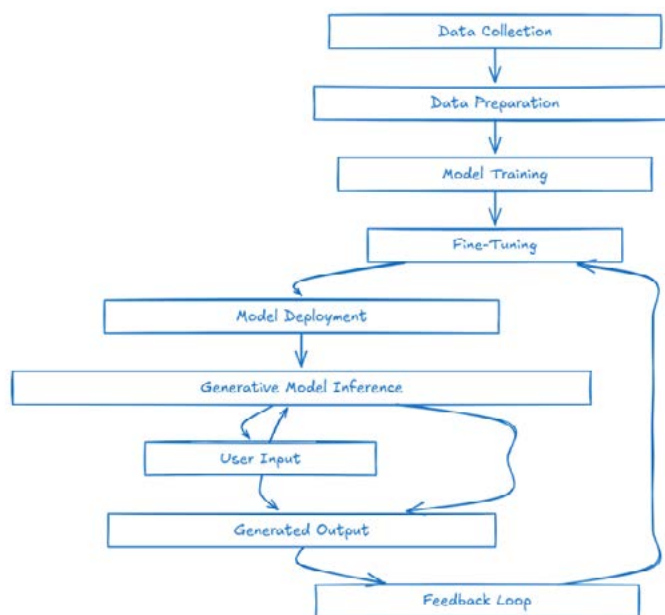 Data Collection
Data Preparation
Model Training
Fine-Tuning
Model Deployment
Generative Model Inference
User Input
Generated Output
Feedback Loop